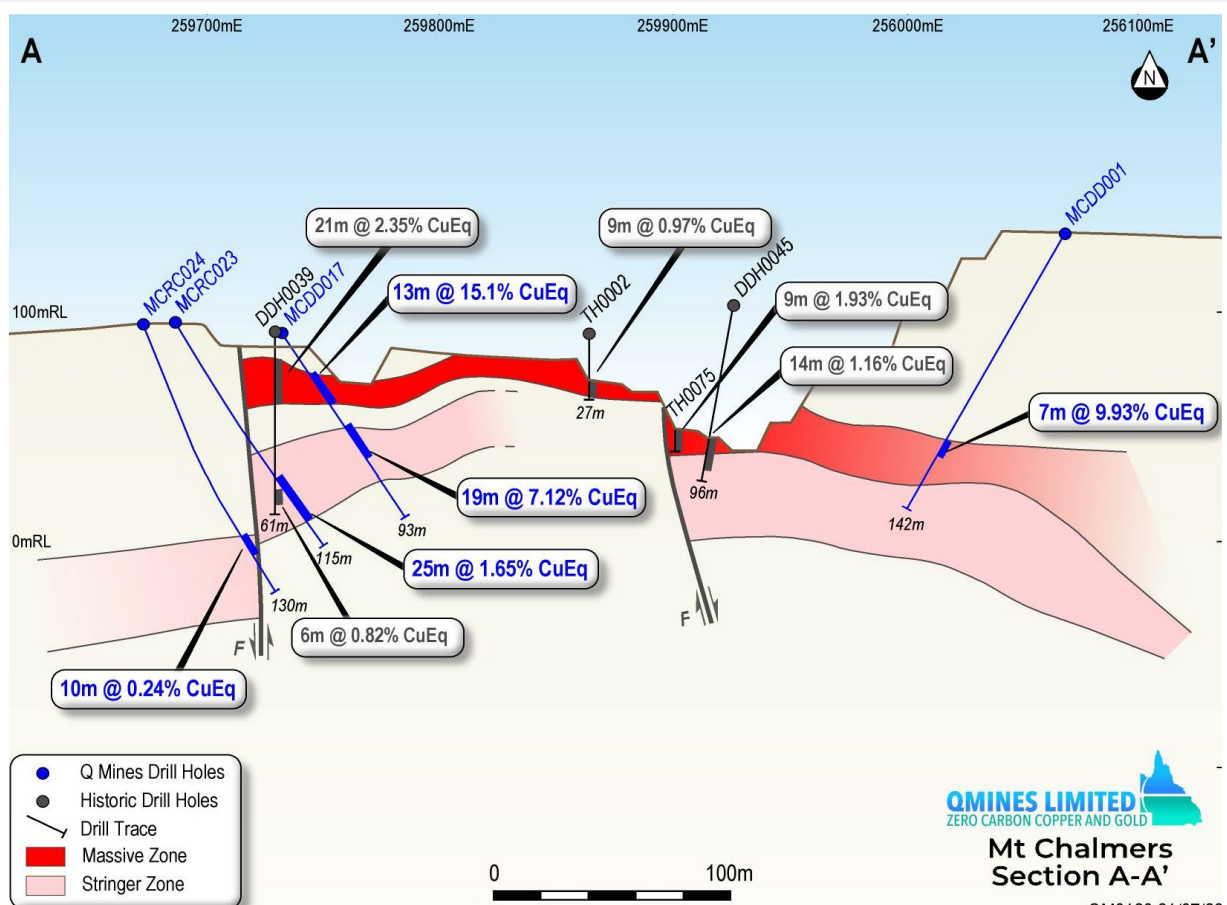 259700mE
259800mE
259900mE
256000mE
256100mE
A
A'
N
MCDD001
MCRC024
MCRC023
DDH0039
MCDD017
TH0002
DDH0045
TH0075
21m @ 2.35% CuEq
9m @ 0.97% CuEq
13m @ 15.1% CuEq
9m @ 1.93% CuEq
14m @ 1.16% CuEq
7m @ 9.93% CuEq
100mRL
27m
19m @ 7.12% CuEq
96m
142m
61m
93m
0mRL
115m
25m @ 1.65% CuEq
130m
6m @ 0.82% CuEq
F
F
10m @ 0.24% CuEq
Q Mines Drill Holes
Historic Drill Holes
Drill Trace
Massive Zone
Stringer Zone
0
100m
QMINES LIMITED
ZERO CARBON COPPER AND GOLD
Mt Chalmers
Section A-A'